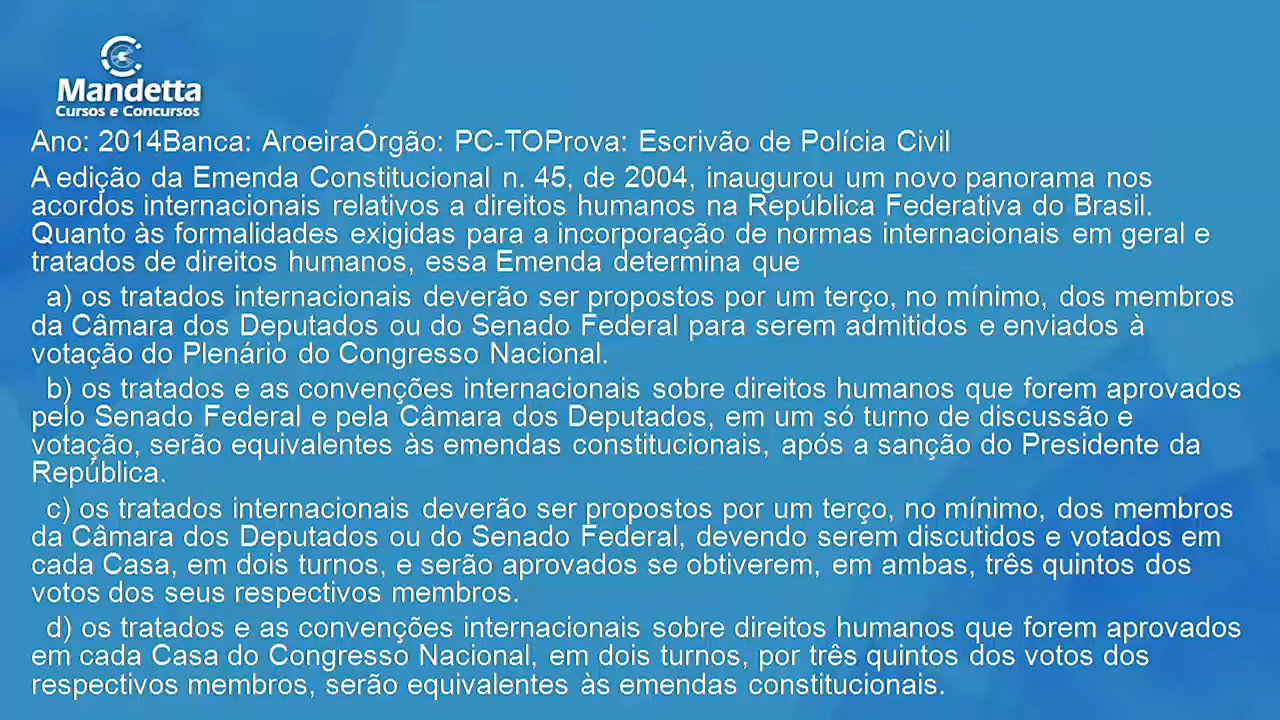 Mandetta
Cursos e Concursos
Ano: 2014Banca: AroeiraÓrgão: PC-TOProva: Escrivão de Polícia Civil
A edição da Emenda Constitucional n. 45, de 2004, inaugurou um novo panorama nos
acordos internacionais relativos a direitos humanos na República Federativa do Brasil.
Quanto às formalidades exigidas para a incorporação de normas internacionais em geral e
tratados de direitos humanos, essa Emenda determina que
a) os tratados internacionais deverão ser propostos por um terço, no mínimo, dos membros
da Câmara dos Deputados ou do Senado Federal para serem admitidos e enviados à
votação do Plenário do Congresso Nacional.
b) os tratados e as convenções internacionais sobre direitos humanos que forem aprovados
pelo Senado Federal e pela Câmara dos Deputados, em um só turno de discussão e
votação, serão equivalentes às emendas constitucionais, após a sanção do Presidente da
República.
c) os tratados internacionais deverão ser propostos por um terço, no mínimo, dos membros
da Câmara dos Deputados ou do Senado Federal, devendo serem discutidos e votados em
cada Casa, em dois turnos, e serão aprovados se obtiverem, em ambas, três quintos dos
votos dos seus respectivos membros.
d) os tratados e as convenções internacionais sobre direitos humanos que forem aprovados
em cada Casa do Congresso Nacional, em dois turnos, por três quintos dos votos dos
respectivos membros, serão equivalentes às emendas constitucionais.